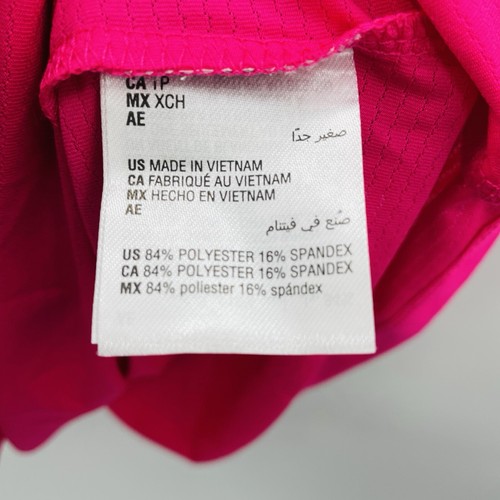 CA 1P
MX XCH
AE
صغير جدًا
US MADE IN VIETNAM
CA FABRIQUÉ AU VIETNAM
MX HECHO EN VIETNAM
AE
صُنع في فيتنام
US 84% POLYESTER 16% SPANDEX
CA 84% POLYESTER 16% SPANDEX
MX 84% poliester 16% spándex